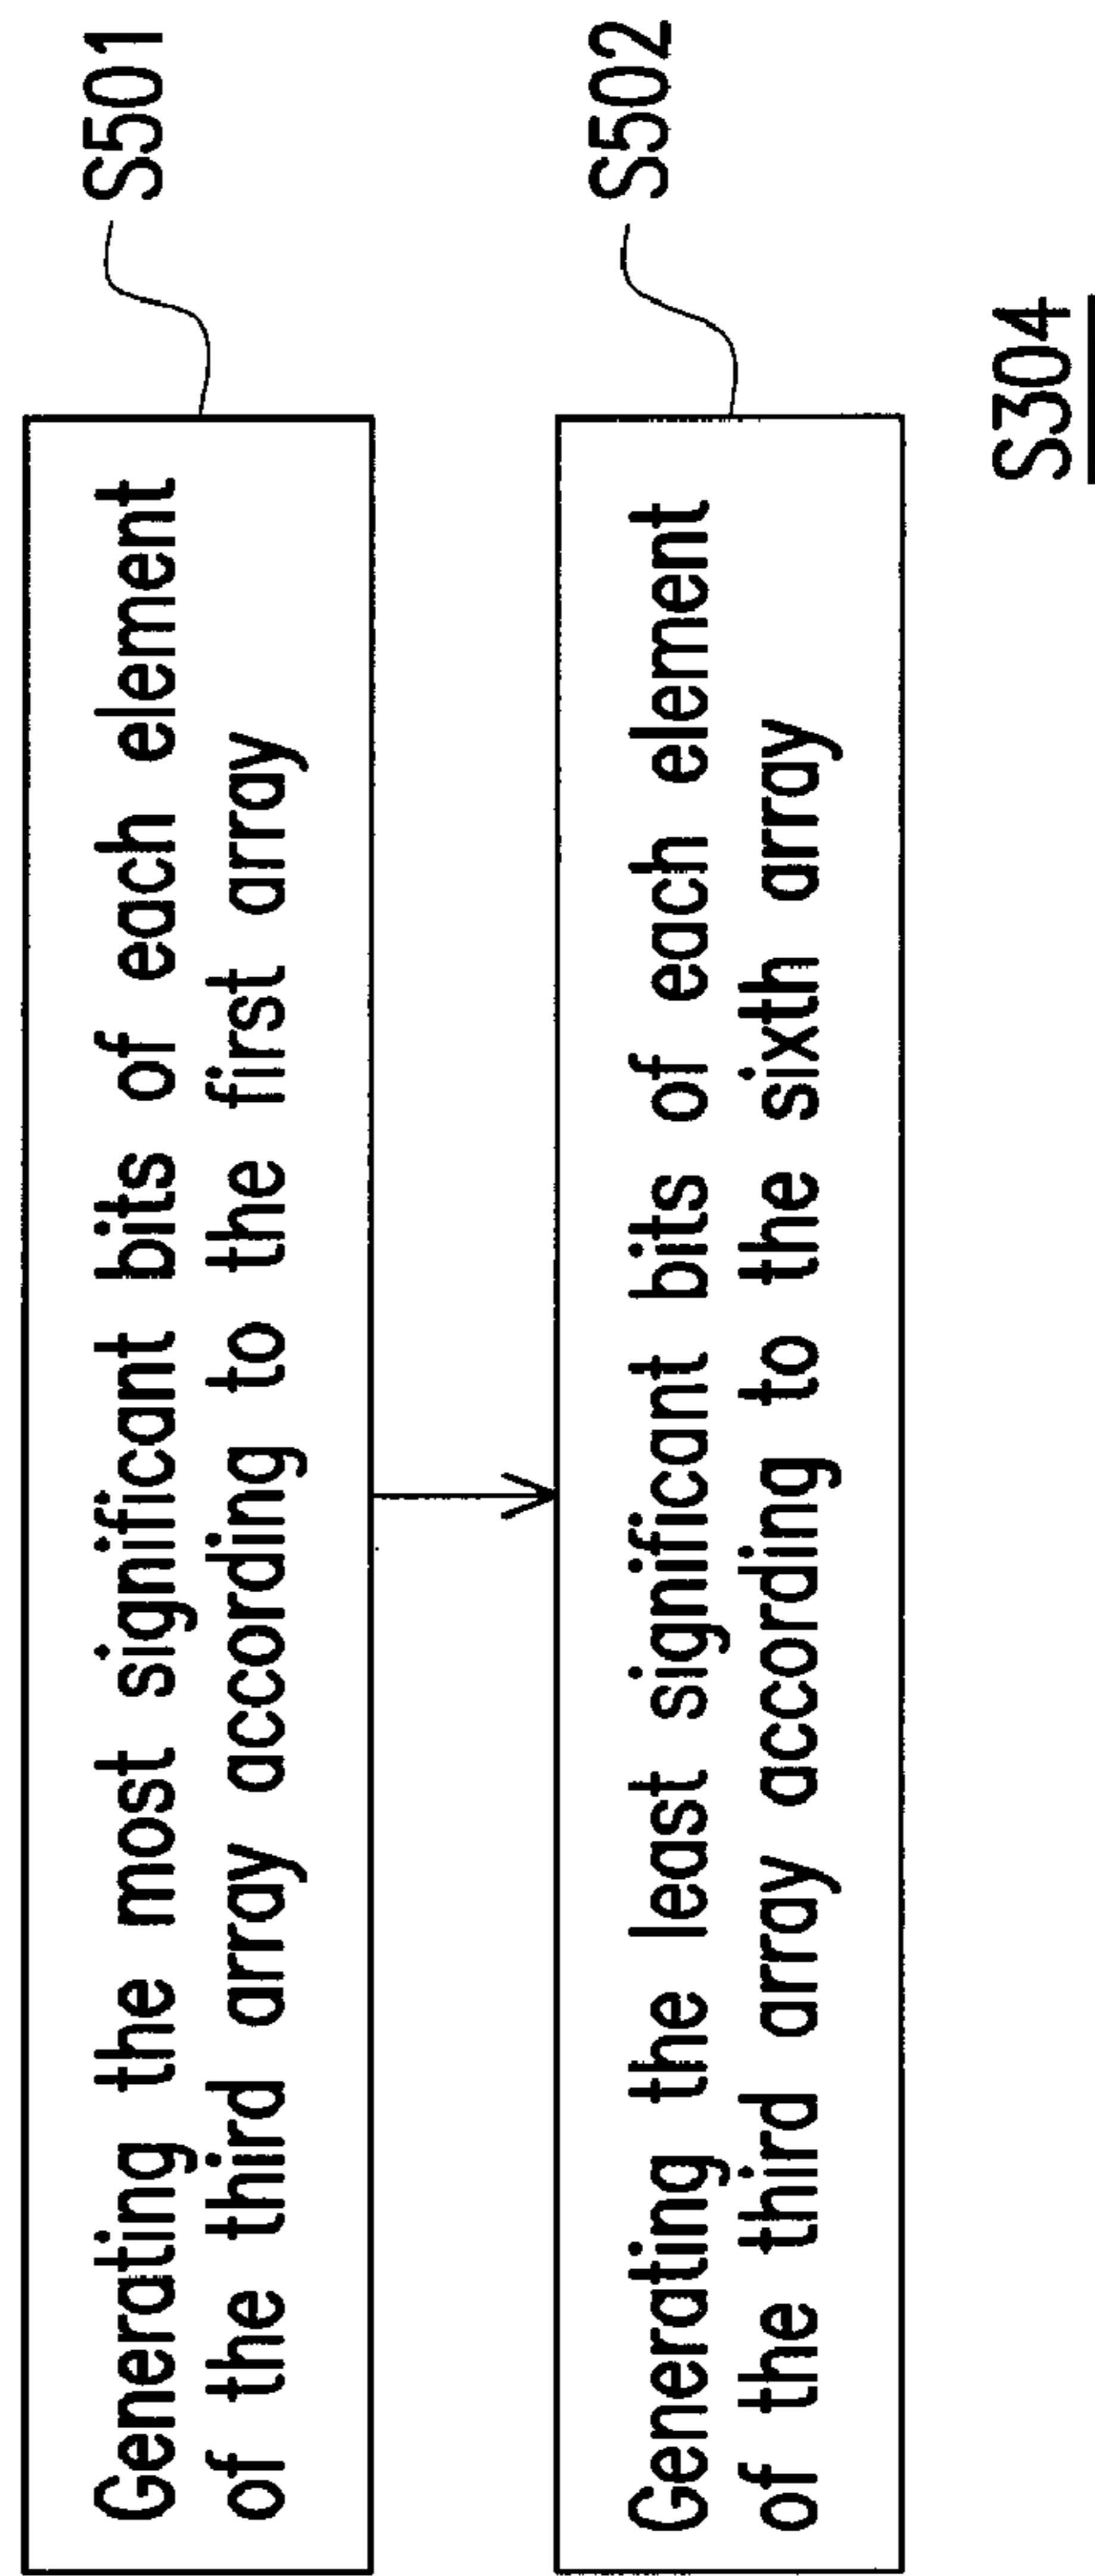 Generating the most significant bits of each element
of the third array according to the first array
S501
Generating the least significant bits of each element
of the third array according to the sixth array
S502
S304